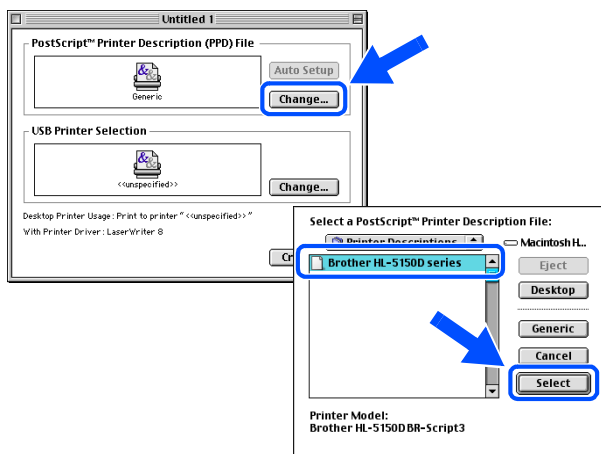 Untitled 1
PostScript™ Printer Description (PPD) File
Generic
Auto Setup
Change...
USB Printer Selection
<<unspecified>>
Change...
Desktop Printer Usage: Print to printer "<<unspecified>>"
With Printer Driver: LaserWriter 8
Select a PostScript™ Printer Description File:
Printer Descriptions
Macintosh H...
Brother HL-5150D series
Eject
Desktop
Generic
Cancel
Select
Printer Model:
Brother HL-5150D BR-Script3